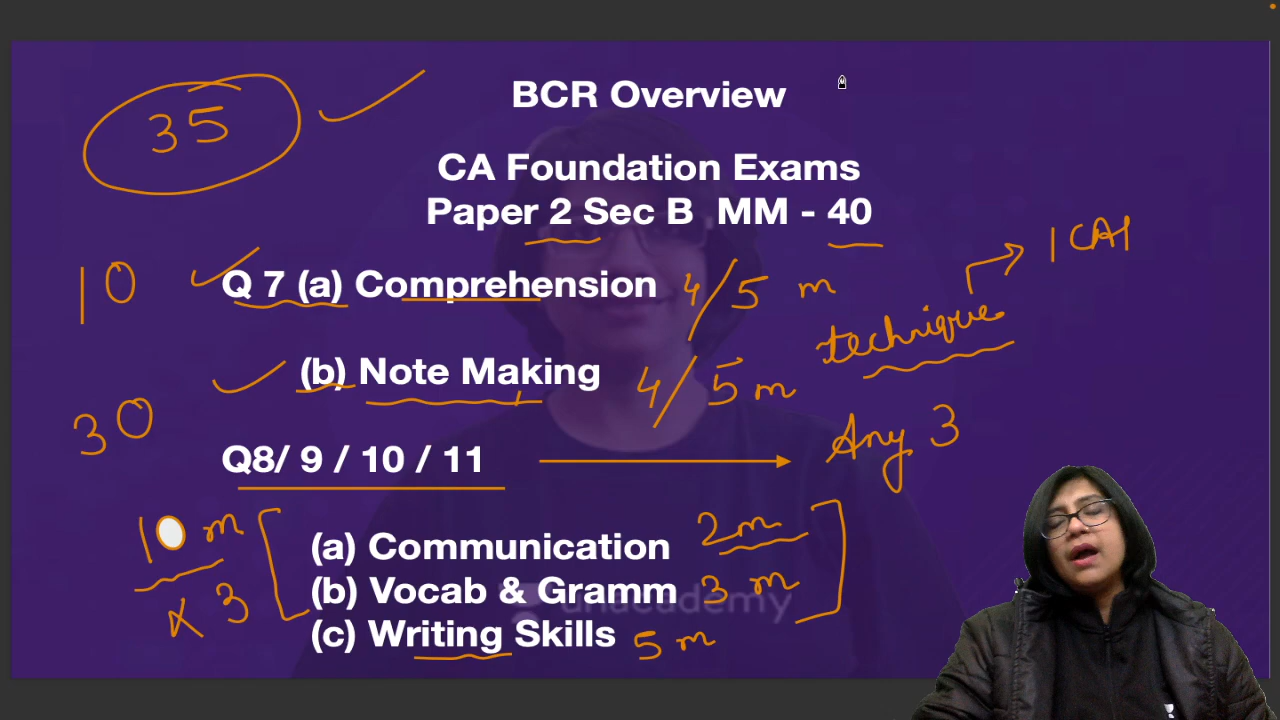 35
BCR Overview
CA Foundation Exams
Paper 2 Sec B MM - 40
10 Q 7 (a) Comprehension 4/5 m
technique → ICAI
(b) Note Making 4/5 m
30
Q8/ 9 / 10 / 11 → Any 3
10 m × 3
(a) Communication 2m
(b) Vocab & Gramm 3 m
(c) Writing Skills 5 m
unacademy